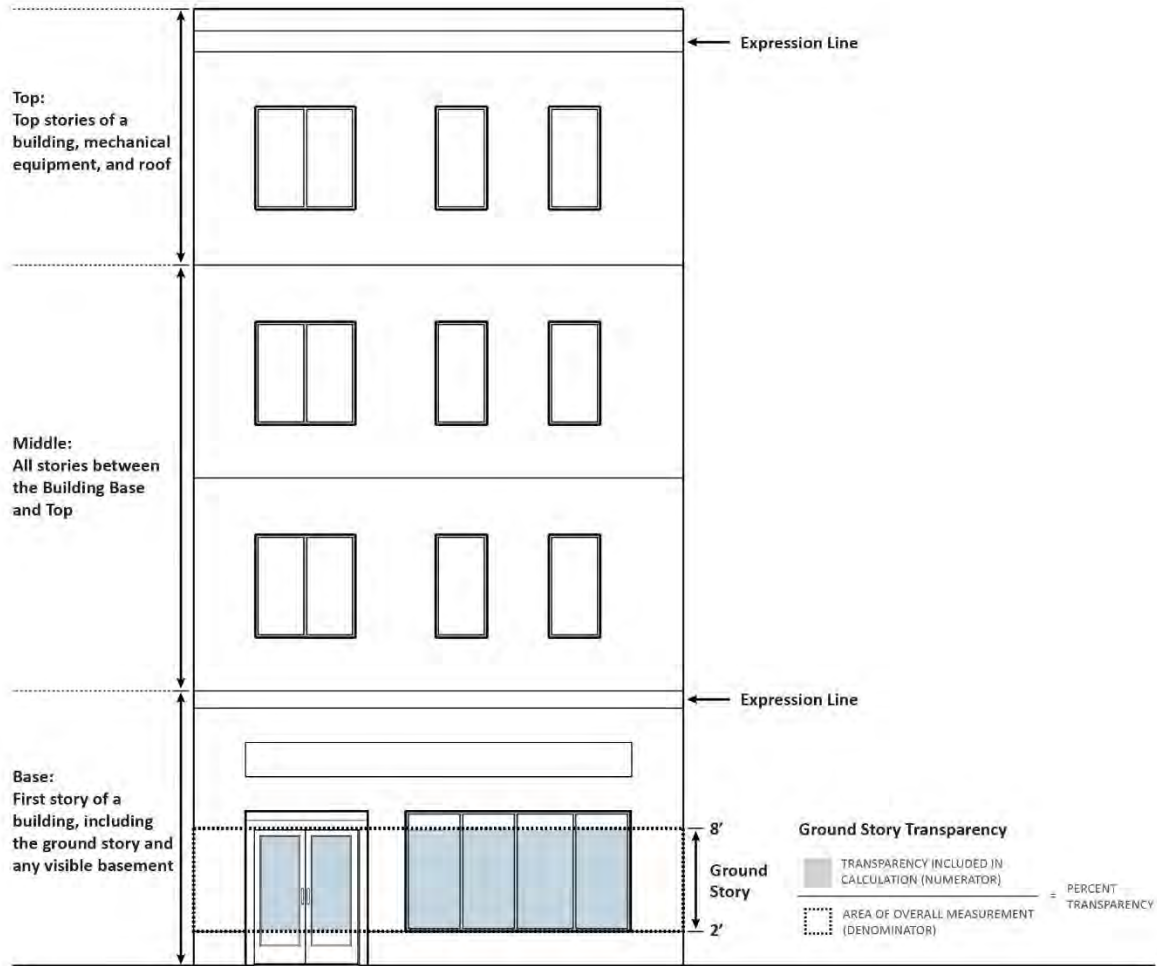 Expression Line
Top:
Top stories of a
building, mechanical
equipment, and roof
Middle:
All stories between
the Building Base
and Top
Expression Line
Base:
First story of a
building, including
the ground story and
any visible basement
8'
Ground
Story
2'
Ground Story Transparency
TRANSPARENCY INCLUDED IN
CALCULATION (NUMERATOR)
=
PERCENT
TRANSPARENCY
AREA OF OVERALL MEASUREMENT
(DENOMINATOR)